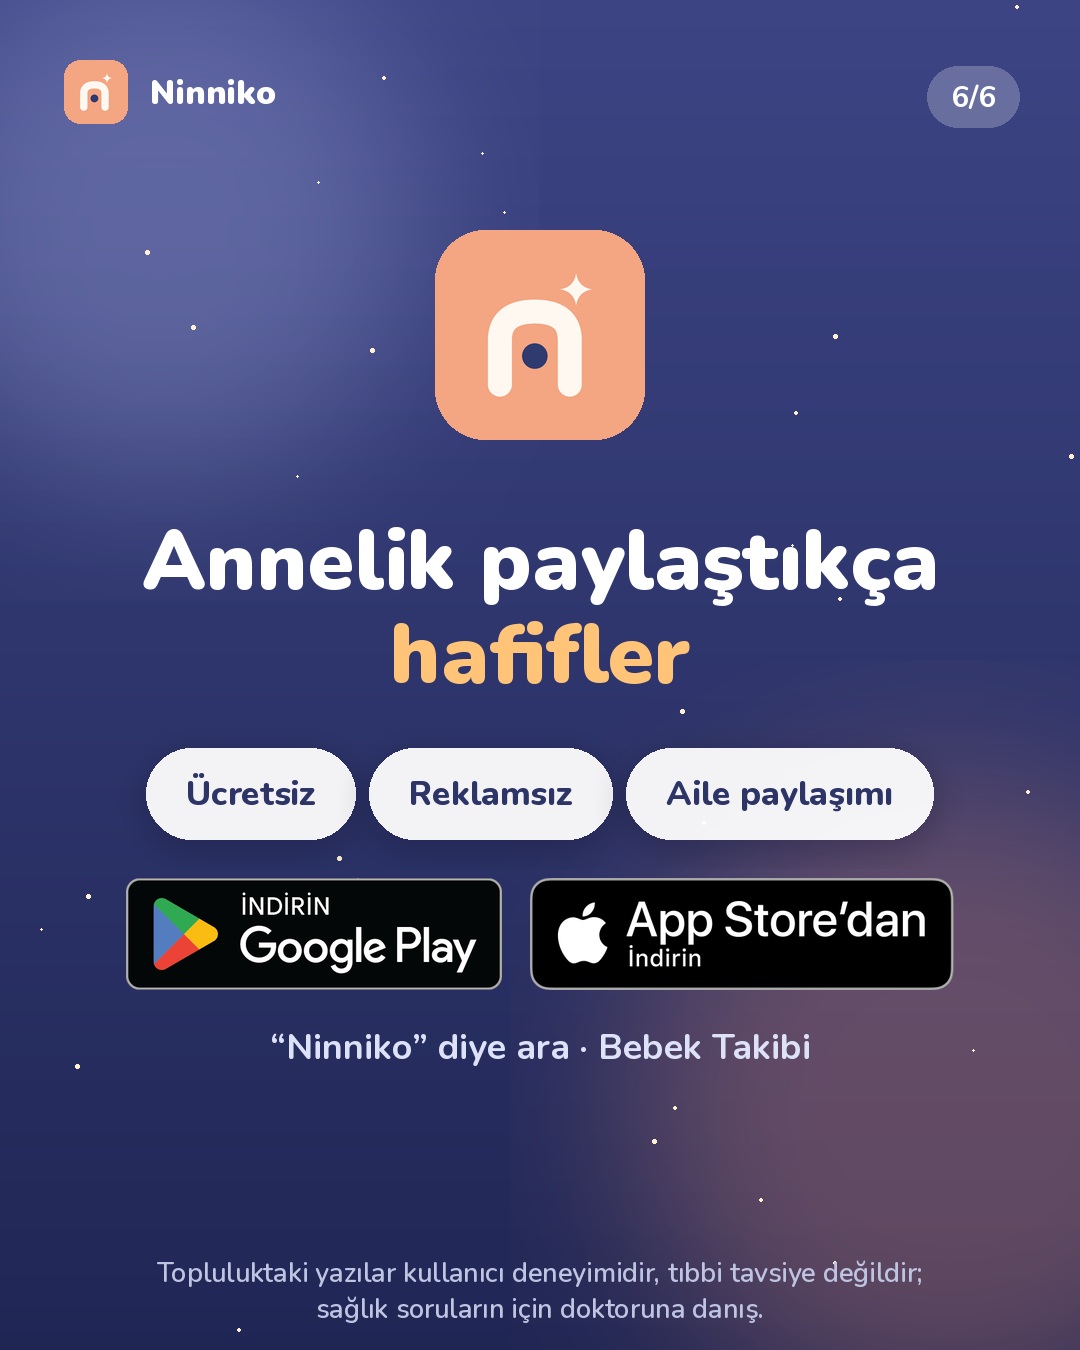 Ninniko
6/6
Annelik paylaştıkça
hafifler
Ücretsiz
Reklamsız
Aile paylaşımı
İNDİRİN
Google Play
App Store’dan
İndirin
“Ninniko” diye ara · Bebek Takibi
Topluluktaki yazılar kullanıcı deneyimidir, tıbbi tavsiye değildir;
sağlık soruların için doktoruna danış.